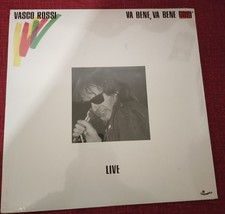 VASCO ROSSI
VA BENE, VA BENE
LIVE